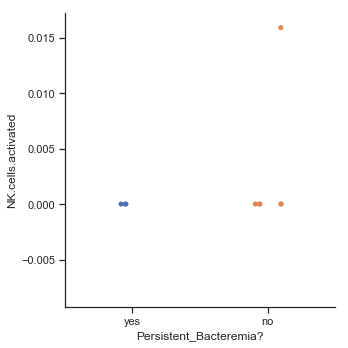 0.015
0.010
0.005
0.000
−0.005
NK.cells.activated
yes no
Persistent_Bacteremia?